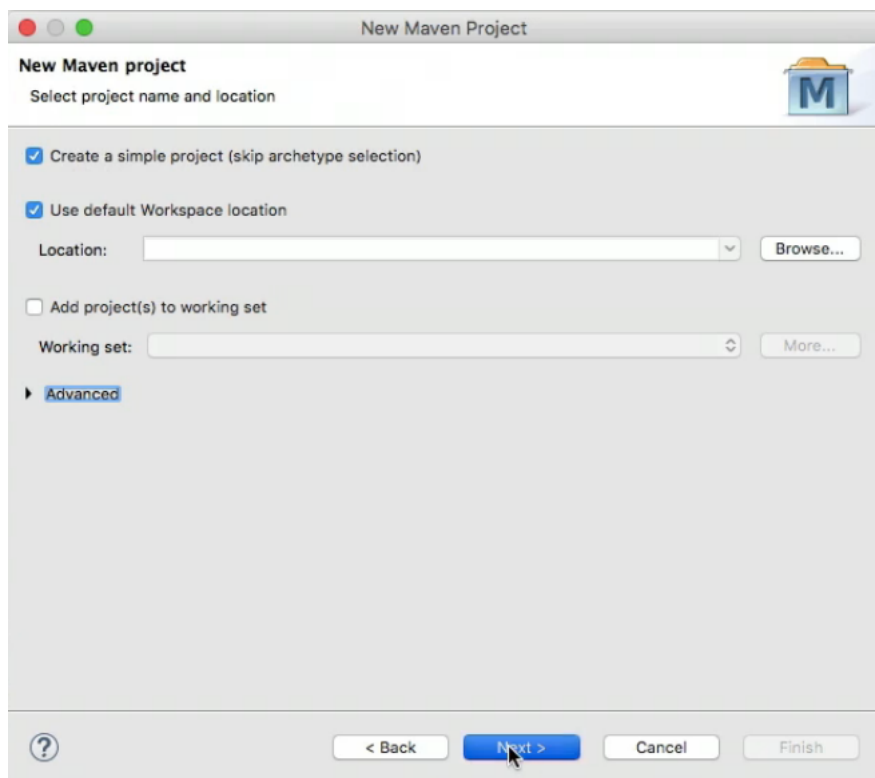 New Maven Project
New Maven project
Select project name and location
M
Create a simple project (skip archetype selection)
Use default Workspace location
Location:
Browse...
Add project(s) to working set
Working set:
More...
Advanced
?
< Back
Next >
Cancel
Finish